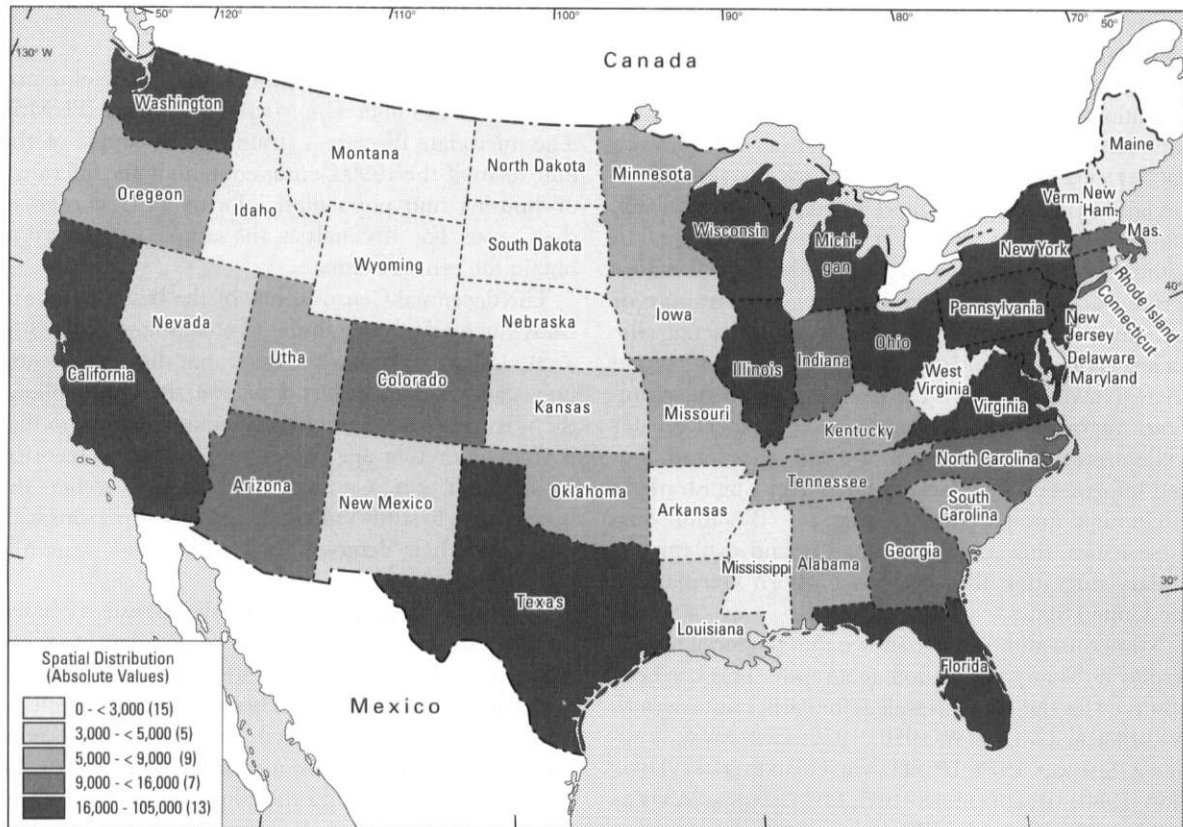 50° /120° /110° /100° \90° \80° \70° 50°
130° W
Canada
Washington
Montana
North Dakota
Minnesota
Maine
Oregeon
Idaho
Verm. New
Ham.
Mas.
South Dakota
Wisconsin
Michi-
gan
New York
Wyoming
Rhode Island
Connecticut
40°
Nevada
Nebraska
Iowa
Pennsylvania
New
Jersey
Utha
Ohio
Indiana
Delaware
Maryland
California
Colorado
Illinois
West
Virginia
Kansas
Missouri
Virginia
Kentucky
North Carolina
Arizona
New Mexico
Oklahoma
Tennessee
Arkansas
South
Carolina
Georgia
Mississippi
Alabama
30°
Texas
Louisiana
Florida
Mexico
Spatial Distribution
(Absolute Values)
0 - < 3,000 (15)
3,000 - < 5,000 (5)
5,000 - < 9,000 (9)
9,000 - < 16,000 (7)
16,000 - 105,000 (13)